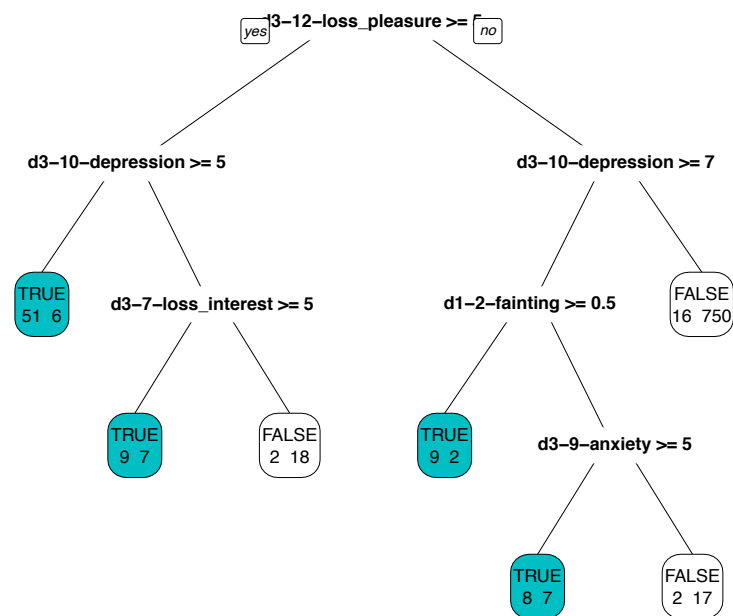 d3−12−loss_pleasure >= 5
yes
no
d3−10−depression >= 5
d3−10−depression >= 7
TRUE
51 6
d3−7−loss_interest >= 5
d1−2−fainting >= 0.5
FALSE
16 750
TRUE
9 7
FALSE
2 18
TRUE
9 2
d3−9−anxiety >= 5
TRUE
8 7
FALSE
2 17